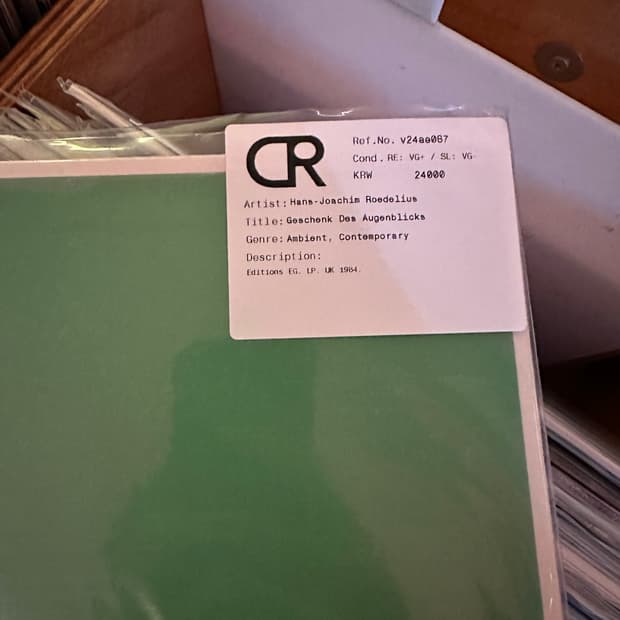 CR
Ref.No. v24ae067
Cond. RE: VG+ / SL: VG-
KRW 24000
Artist: Hans-Joachim Roedelius
Title: Geschenk Des Augenblicks
Genre: Ambient, Contemporary
Description:
Editions EG. LP. UK 1984.